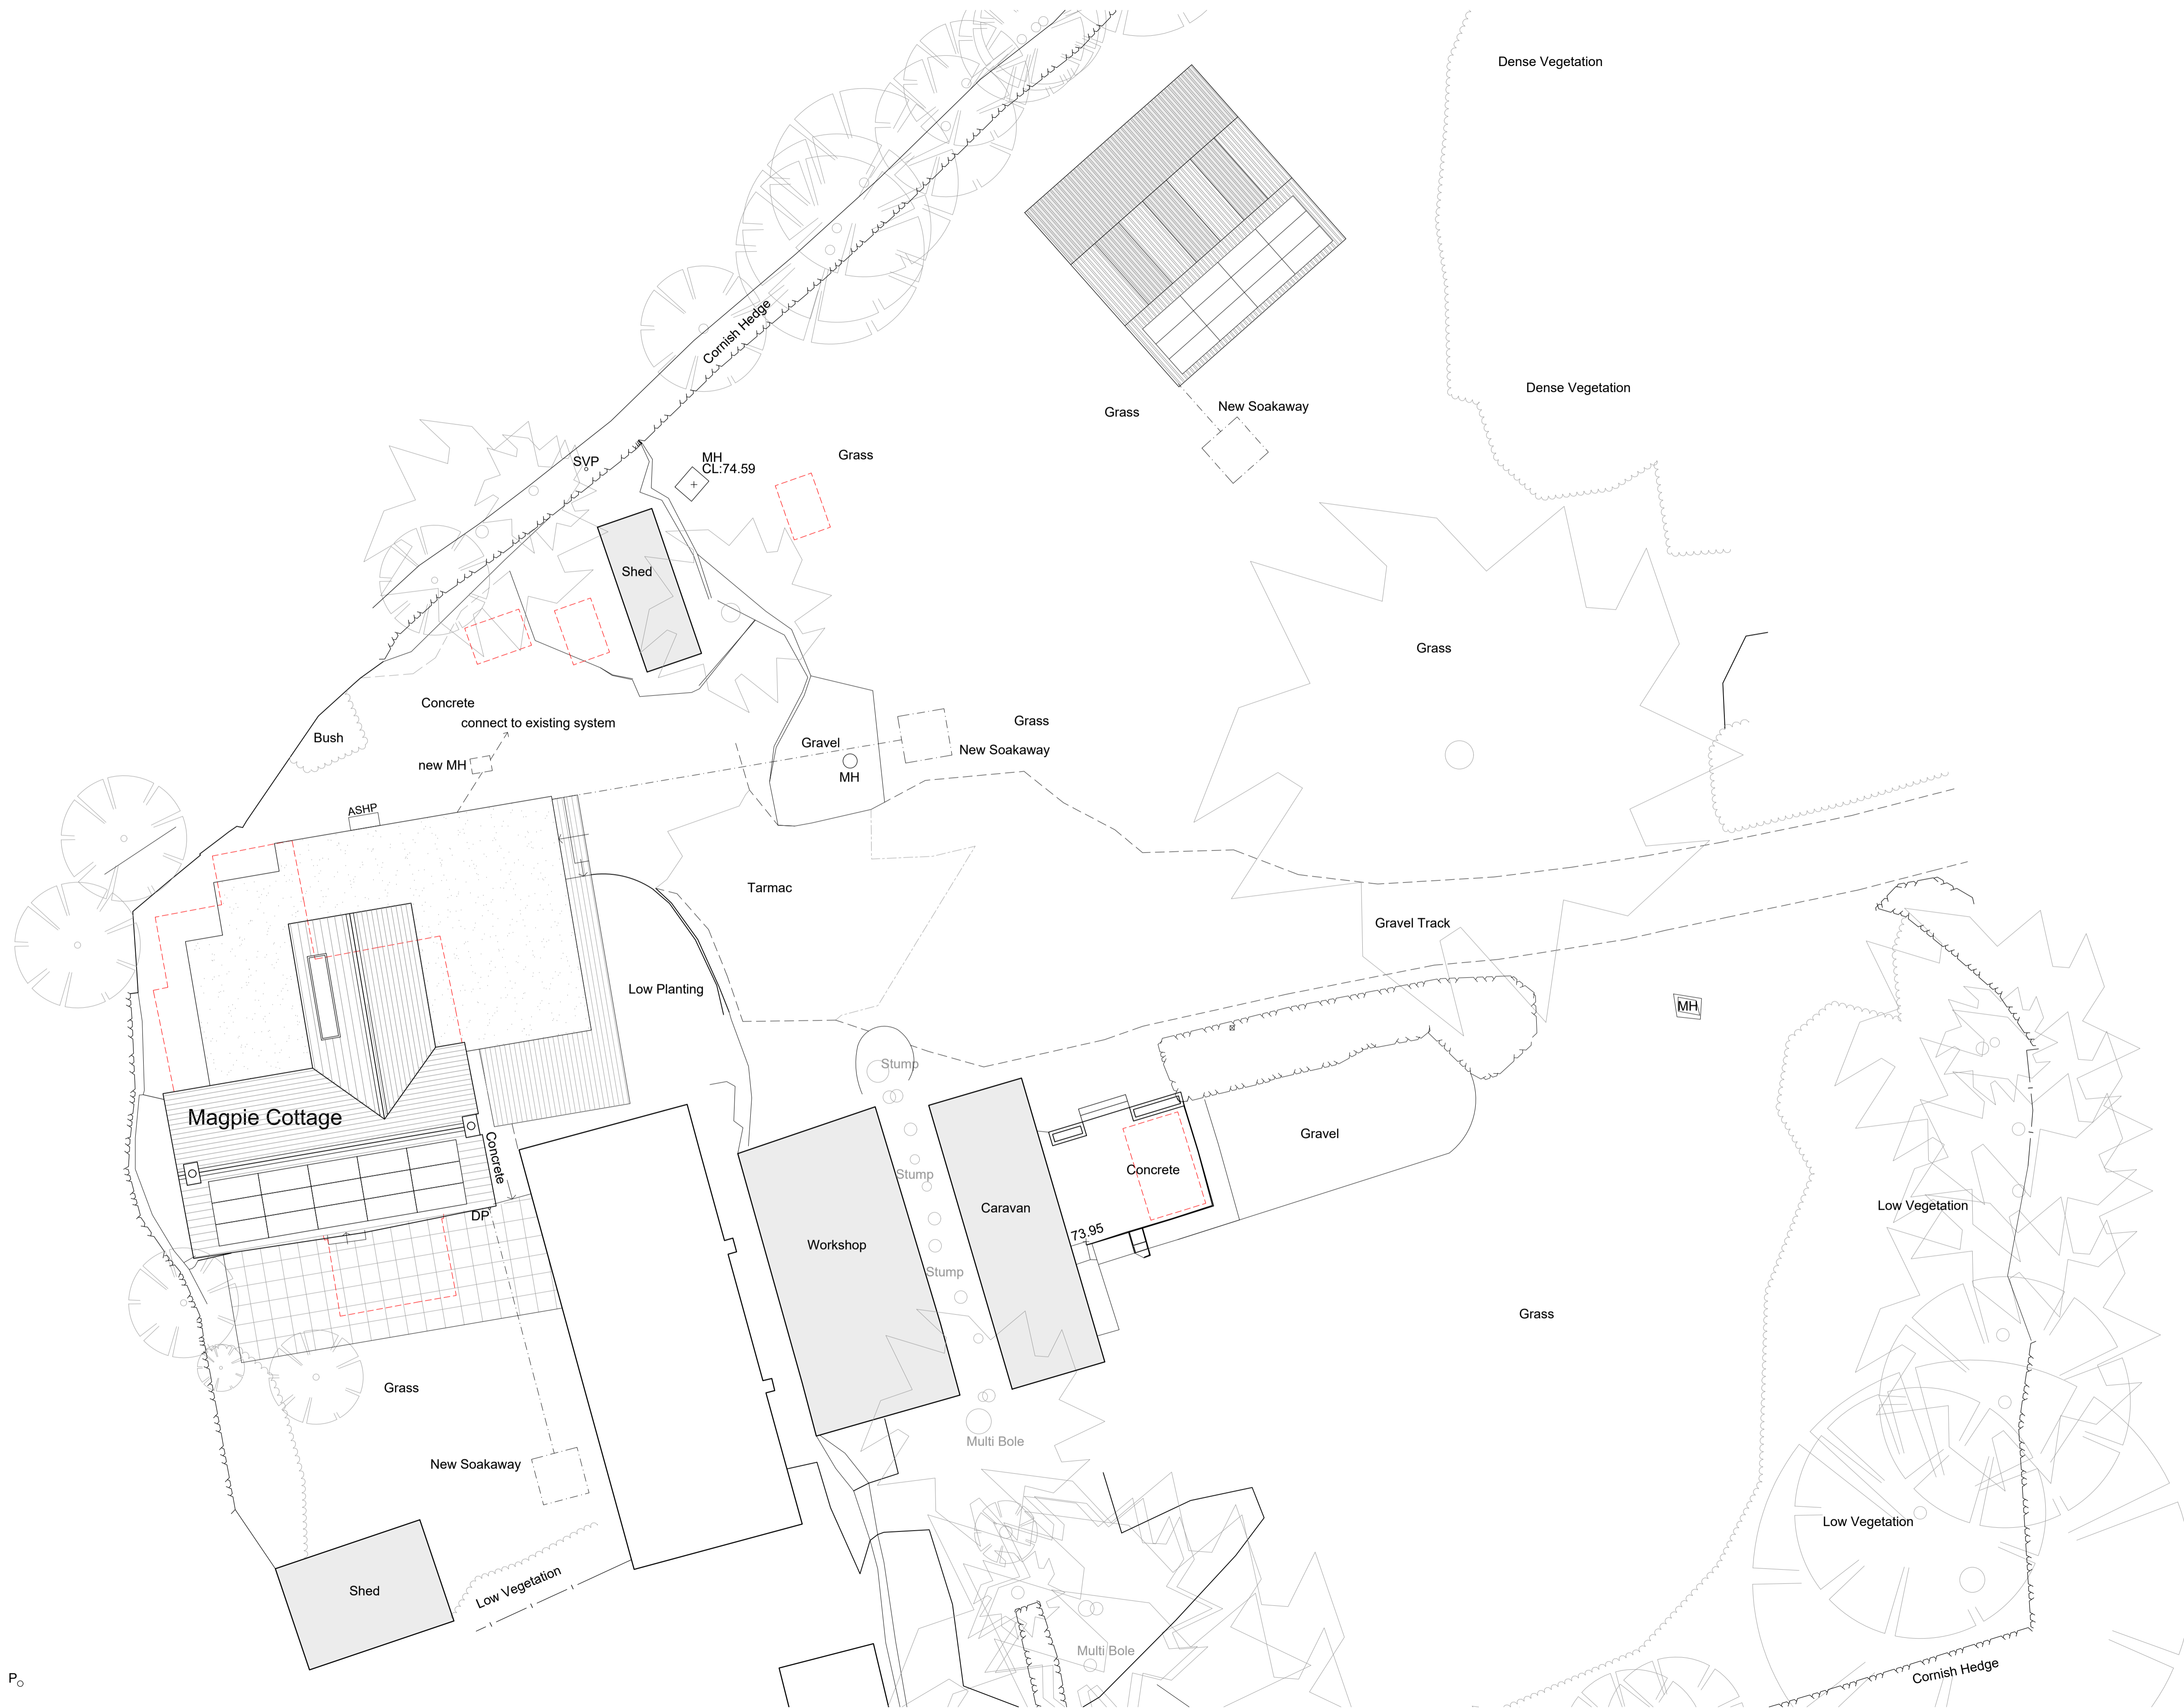 Dense Vegetation
Cornish Hedge
Dense Vegetation
New Soakaway
Grass
Grass
SVP
MH
CL:74.59
Shed
Grass
Concrete
connect to existing system
Grass
Bush
Gravel
New Soakaway
new MH
MH
ASHP
Tarmac
Gravel Track
Low Planting
MH
Stump
Magpie Cottage
Gravel
Concrete
Concrete
Stump
Low Vegetation
Caravan
DP
73.95
Workshop
Stump
Grass
Grass
Multi Bole
New Soakaway
Low Vegetation
Shed
Low Vegetation
Multi Bole
Cornish Hedge
P